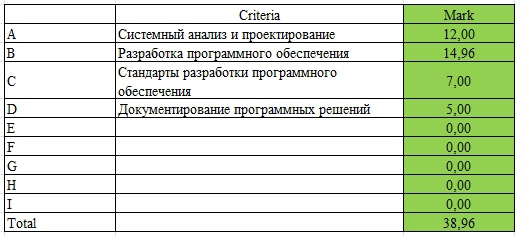 Criteria Mark
A Системный анализ и проектирование 12,00
B Разработка программного обеспечения 14,96
C Стандарты разработки программного обеспечения 7,00
D Документирование программных решений 5,00
E 0,00
F 0,00
G 0,00
H 0,00
I 0,00
Total 38,96